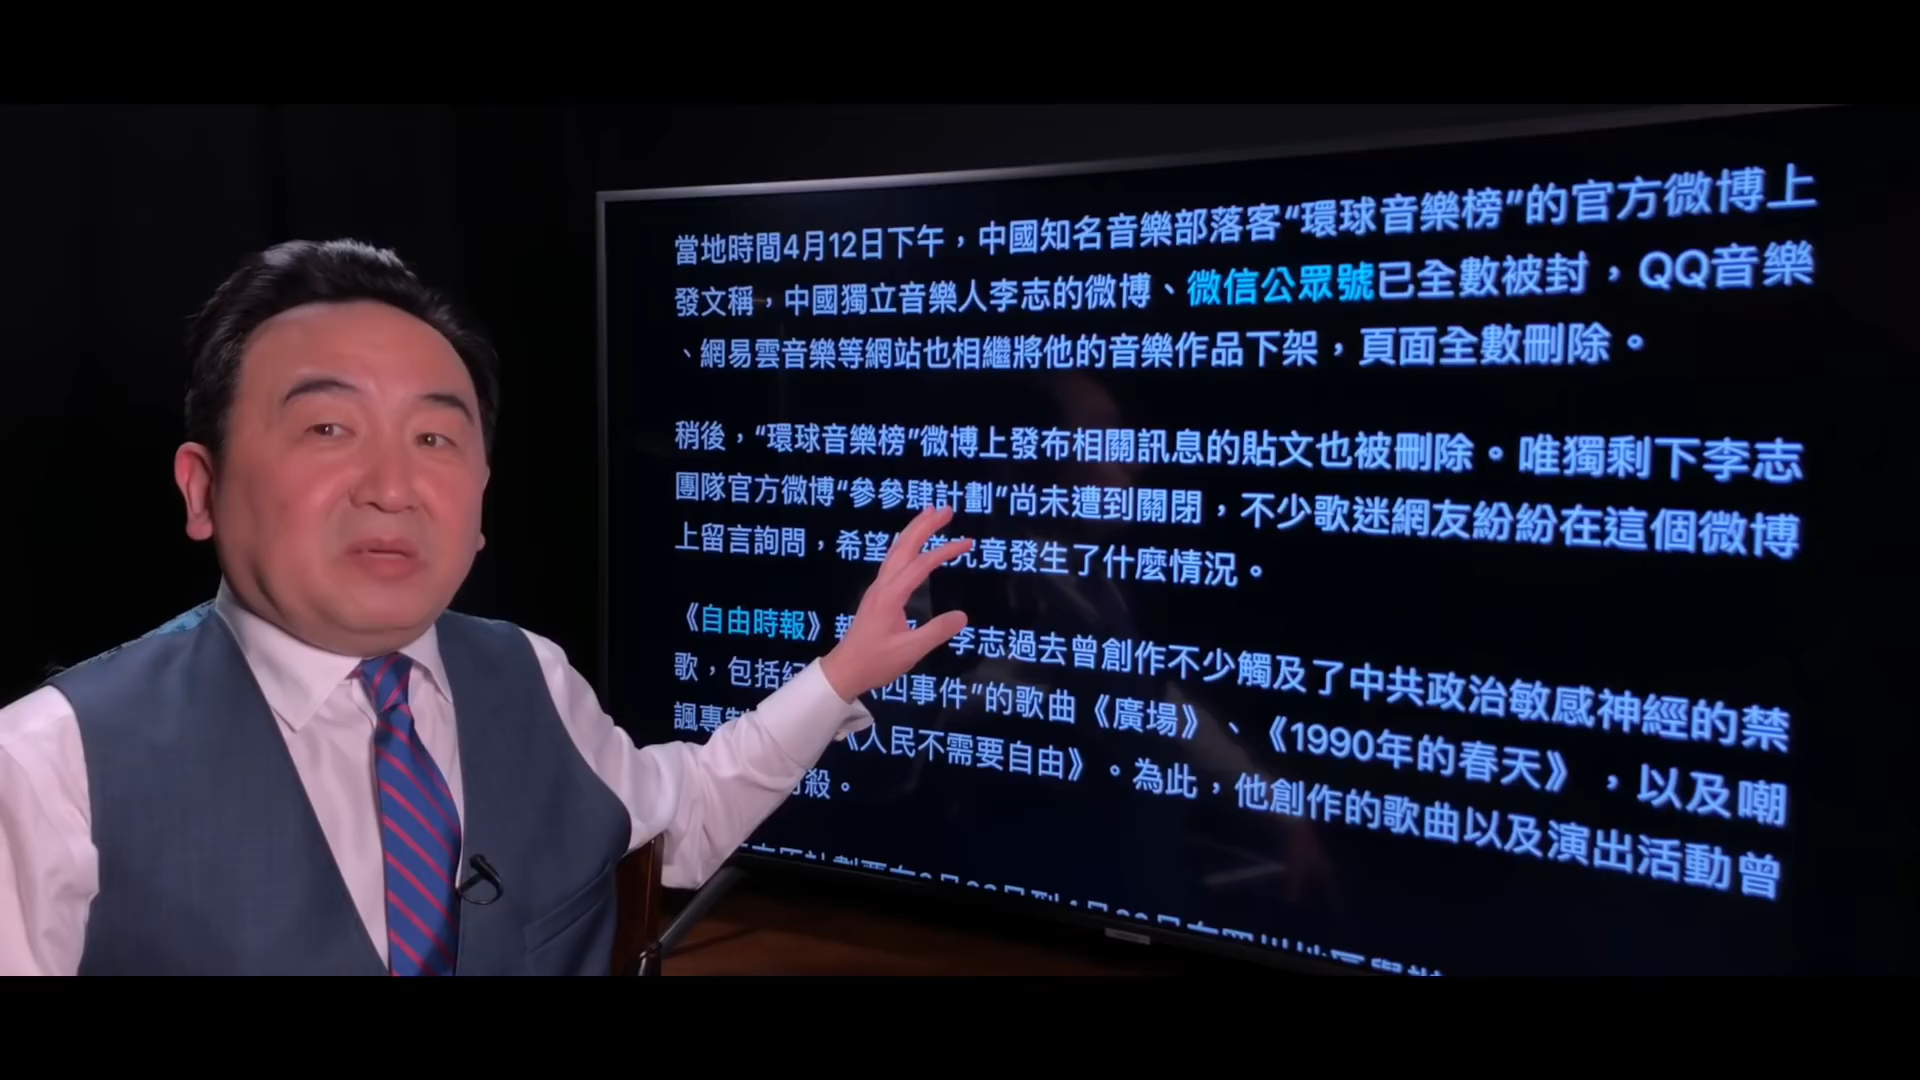 當地時間4月12日下午，中國知名音樂部落客“環球音樂榜”的官方微博上
發文稱，中國獨立音樂人李志的微博、微信公眾號已全數被封，QQ音樂
、網易雲音樂等網站也相繼將他的音樂作品下架，頁面全數刪除。
稍後，“環球音樂榜”微博上發布相關訊息的貼文也被刪除。唯獨剩下李志
團隊官方微博“參參肆計劃”尚未遭到關閉，不少歌迷網友紛紛在這個微博
上留言詢問，希望究竟發生了什麼情況。
《自由時報》李志過去曾創作不少觸及了中共政治敏感神經的禁
歌，包括四事件”的歌曲《廣場》、《1990年的春天》，以及嘲
諷專制《人民不需要自由》。為此，他創作的歌曲以及演出活動曾
殺。